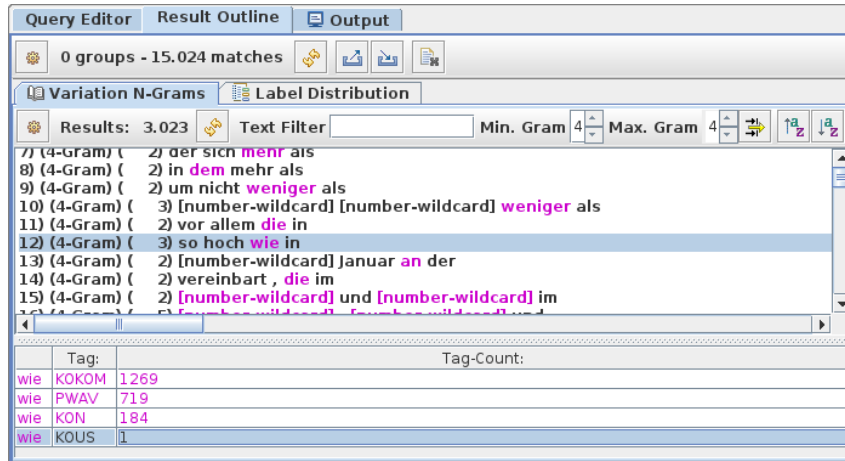 Query Editor Result Outline Output
0 groups - 15.024 matches
Variation N-Grams Label Distribution
Results: 3.023 Text Filter Min. Gram 4 Max. Gram 4
7) (4-Gram) ( 2) der sich mehr als
8) (4-Gram) ( 2) in dem mehr als
9) (4-Gram) ( 2) um nicht weniger als
10) (4-Gram) ( 3) [number-wildcard] [number-wildcard] weniger als
11) (4-Gram) ( 2) vor allem die in
12) (4-Gram) ( 3) so hoch wie in
13) (4-Gram) ( 2) [number-wildcard] Januar an der
14) (4-Gram) ( 2) vereinbart , die im
15) (4-Gram) ( 2) [number-wildcard] und [number-wildcard] im
Tag: Tag-Count:
wie KOKOM 1269
wie PWAV 719
wie KON 184
wie KOUS 1